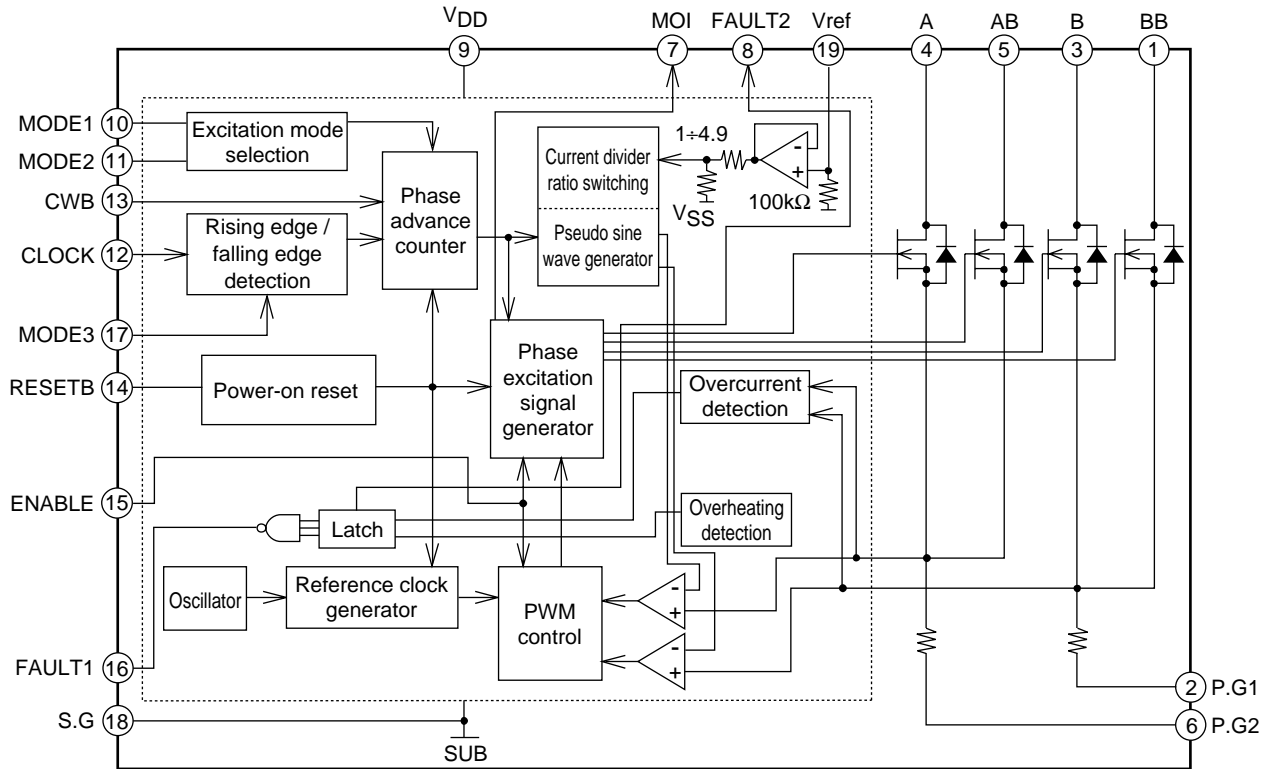 VDD
MOI
FAULT2
Vref
A
AB
B
BB
9
7
8
19
4
5
3
1
MODE1 10
MODE2 11
CWB 13
CLOCK 12
MODE3 17
RESETB 14
ENABLE 15
FAULT1 16
S.G 18
Excitation mode
selection
Rising edge /
falling edge
detection
Phase
advance
counter
Current divider
ratio switching
Pseudo sine
wave generator
1÷4.9
-
+
VSS
100kΩ
Power-on reset
Phase
excitation
signal
generator
Overcurrent
detection
Overheating
detection
Latch
Oscillator
Reference clock
generator
PWM
control
-
+
-
+
2 P.G1
6 P.G2
SUB